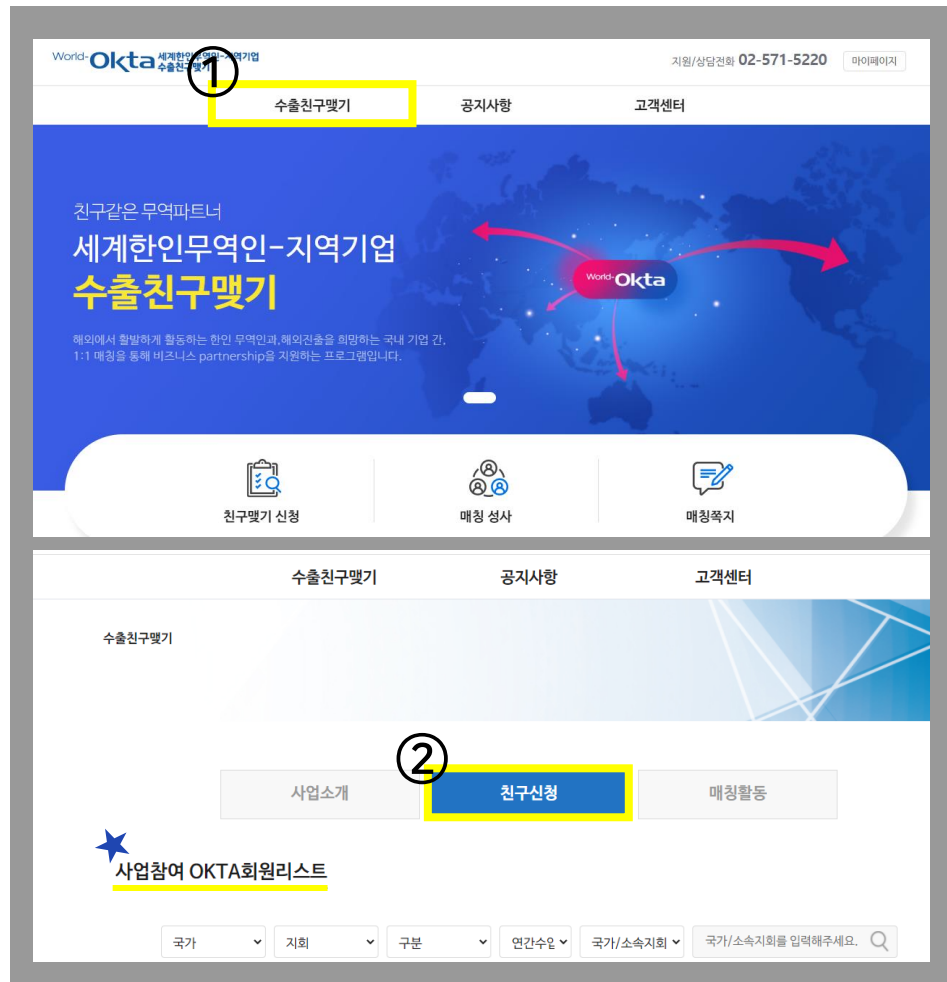 World-Okta 세계한인무역인-지역기업
수출친구맺기
지원/상담전화 02-571-5220 마이페이지
①
수출친구맺기 공지사항 고객센터
친구같은 무역파트너
세계한인무역인-지역기업
수출친구맺기
해외에서 활발하게 활동하는 한인 무역인과,해외진출을 희망하는 국내 기업 간,
1:1 매칭을 통해 비즈니스 partnership을 지원하는 프로그램입니다.
World-Okta
친구맺기 신청 매칭 성사 매칭쪽지
수출친구맺기 공지사항 고객센터
수출친구맺기
②
사업소개 친구신청 매칭활동
사업참여 OKTA회원리스트
국가 지회 구분 연간수입 국가/소속지회 국가/소속지회를 입력해주세요.